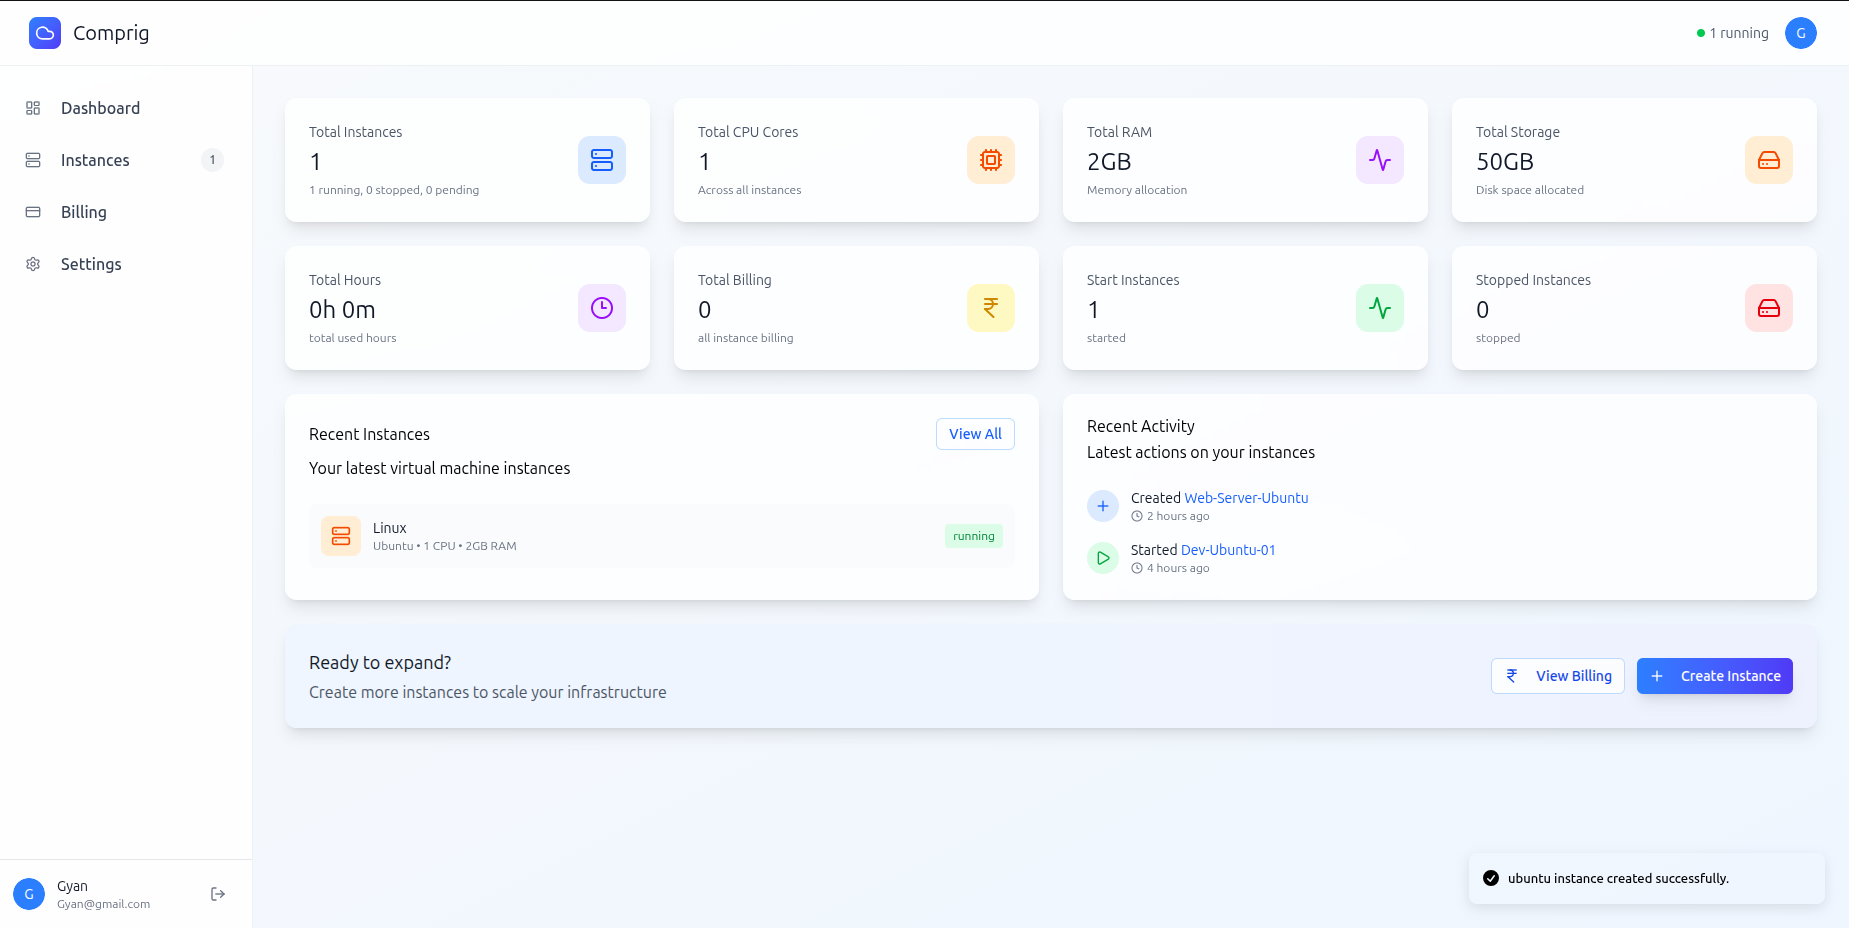 Comprig
1 running
G
Dashboard
Instances 1
Billing
Settings
Total Instances
1
1 running, 0 stopped, 0 pending
Total CPU Cores
1
Across all instances
Total RAM
2GB
Memory allocation
Total Storage
50GB
Disk space allocated
Total Hours
0h 0m
total used hours
Total Billing
0
all instance billing
₹
Start Instances
1
started
Stopped Instances
0
stopped
Recent Instances
View All
Your latest virtual machine instances
Linux
Ubuntu • 1 CPU • 2GB RAM
running
Recent Activity
Latest actions on your instances
Created Web-Server-Ubuntu
2 hours ago
Started Dev-Ubuntu-01
4 hours ago
Ready to expand?
Create more instances to scale your infrastructure
₹ View Billing
+ Create Instance
G
Gyan
Gyan@gmail.com
ubuntu instance created successfully.